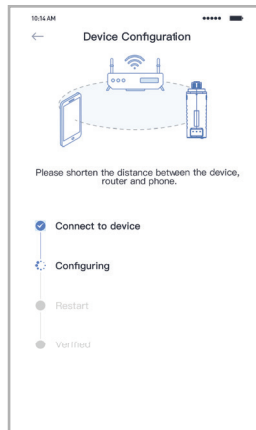 10:14 AM
Device Configuration
Please shorten the distance between the device,
router and phone.
Connect to device
Configuring
Restart
Verified